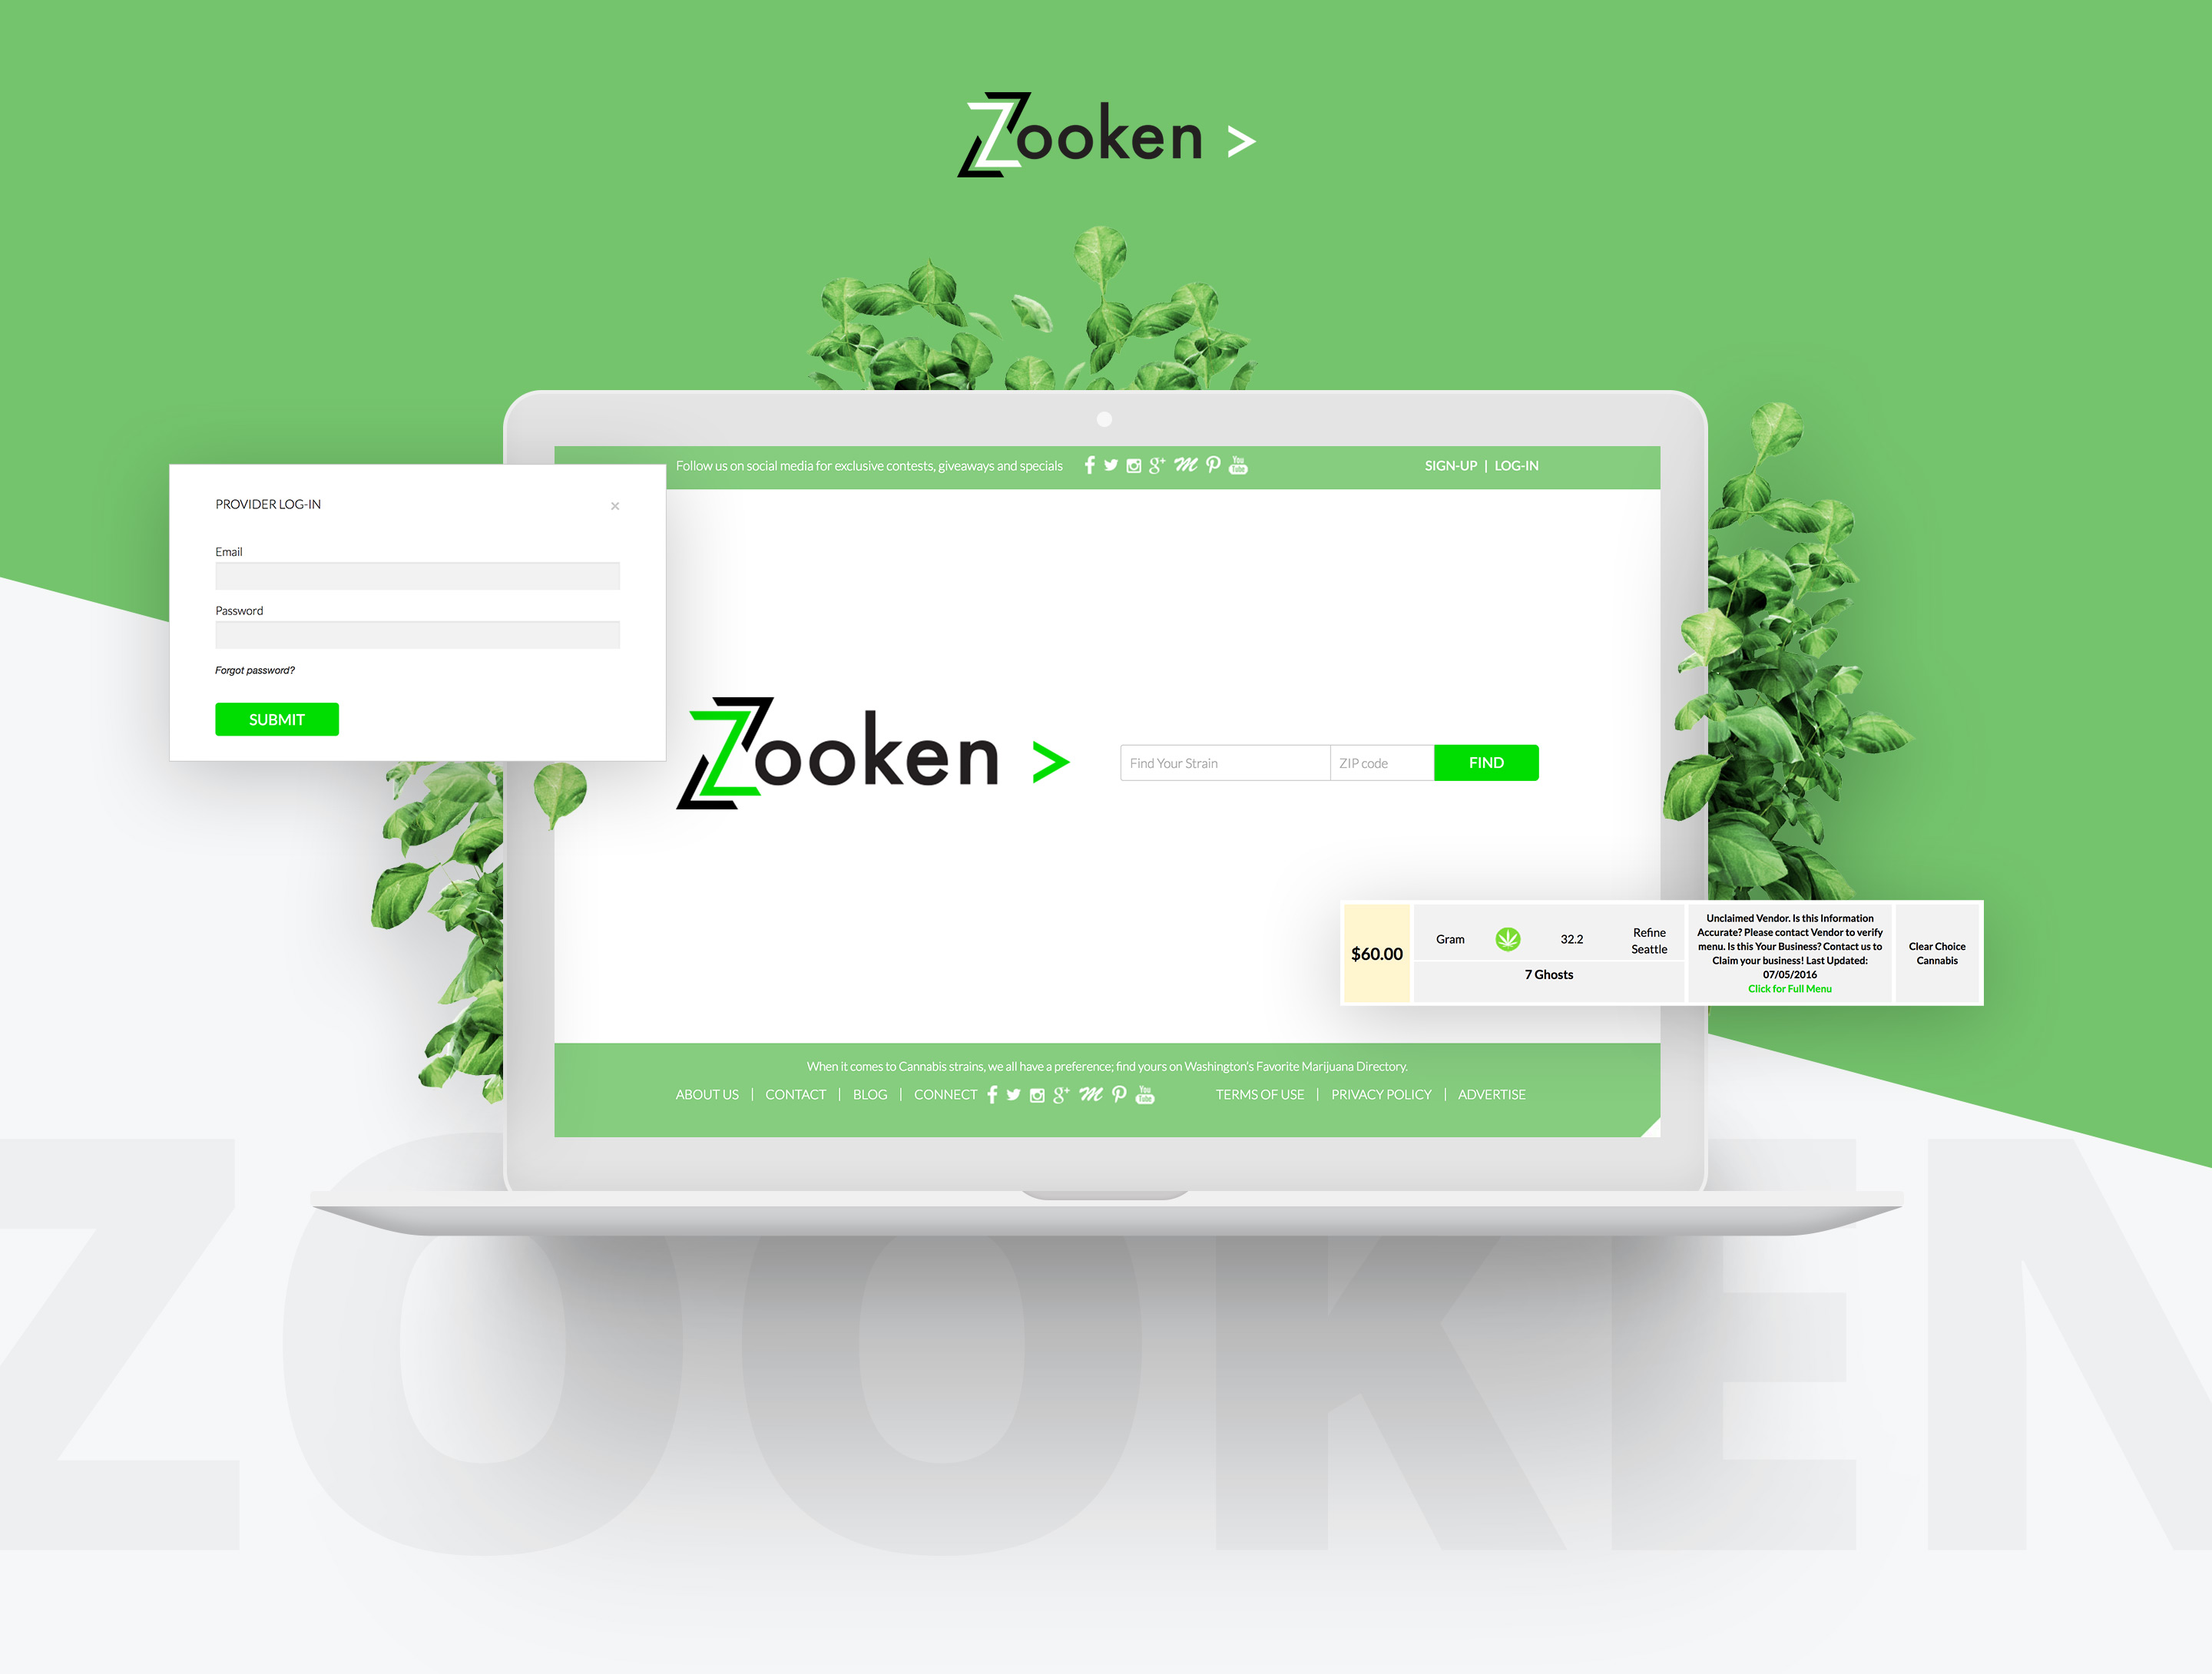 Zooken >
Follow us on social media for exclusive contests, giveaways and specials
SIGN-UP | LOG-IN
PROVIDER LOG-IN
×
Email
Password
Forgot password?
SUBMIT
Zooken >
Find Your Strain
ZIP code
FIND
$60.00
Gram
32.2
Refine
Seattle
7 Ghosts
Unclaimed Vendor. Is this Information
Accurate? Please contact Vendor to verify
menu. Is this Your Business? Contact us to
Claim your business! Last Updated:
07/05/2016
Click for Full Menu
Clear Choice
Cannabis
When it comes to Cannabis strains, we all have a preference; find yours on Washington's Favorite Marijuana Directory.
ABOUT US | CONTACT | BLOG | CONNECT
TERMS OF USE | PRIVACY POLICY | ADVERTISE
ZOOKEN